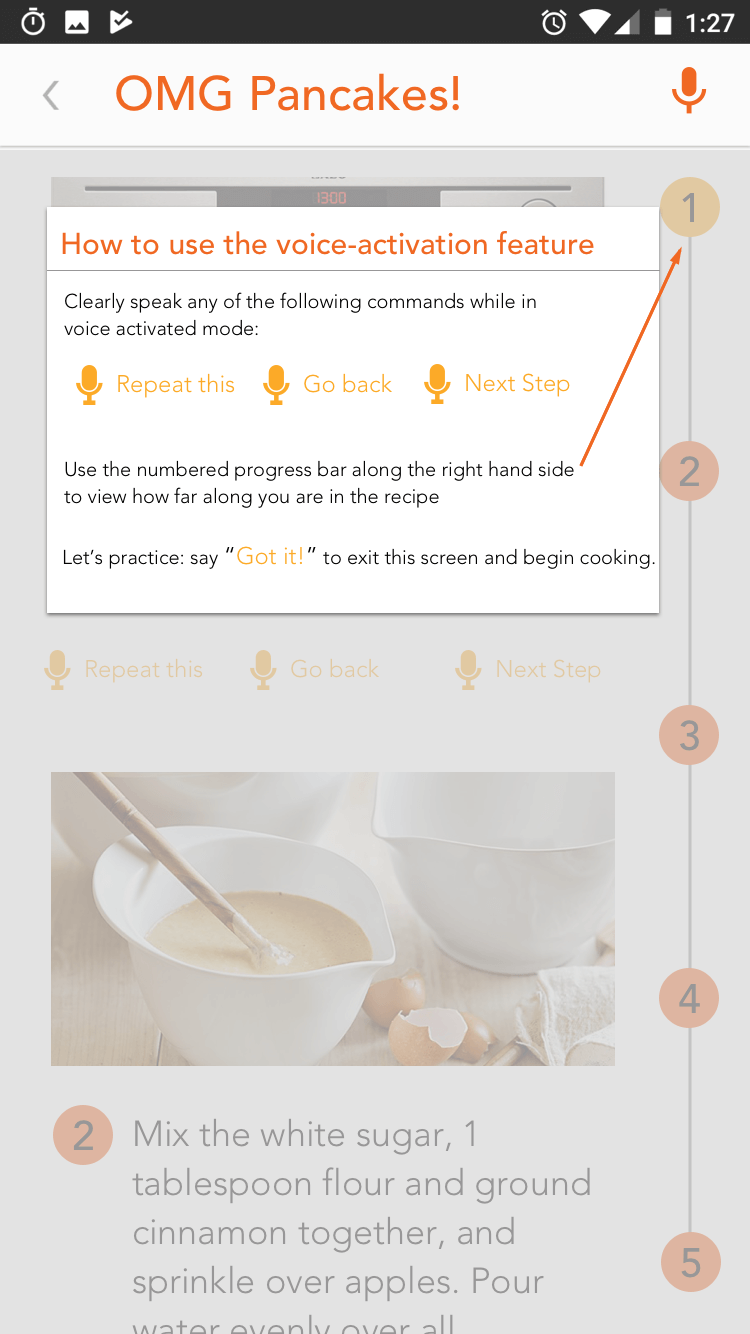 1:27
OMG Pancakes!
13:00
1
How to use the voice-activation feature
Clearly speak any of the following commands while in
voice activated mode:
Repeat this Go back Next Step
Use the numbered progress bar along the right hand side
to view how far along you are in the recipe
2
Let's practice: say "Got it!" to exit this screen and begin cooking.
Repeat this Go back Next Step
3
4
2 Mix the white sugar, 1
tablespoon flour and ground
cinnamon together, and
sprinkle over apples. Pour
5
water evenly over all